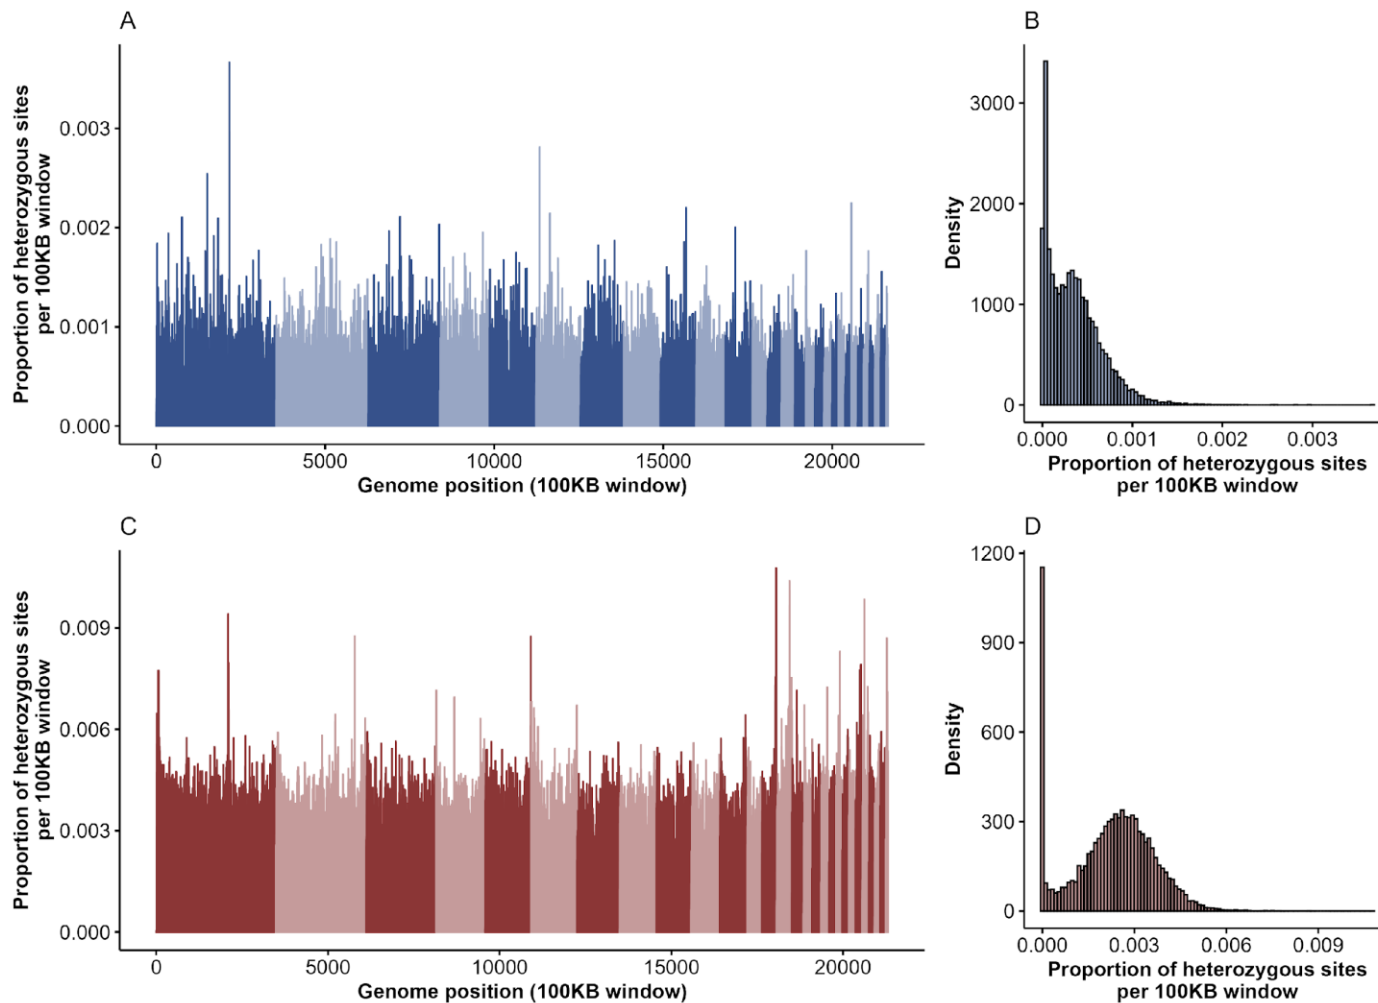 A
Proportion of heterozygous sites
per 100KB window
0.003
0.002
0.001
0.000
0
5000
10000
15000
20000
Genome position (100KB window)
B
Density
3000
2000
1000
0
0.000
0.001
0.002
0.003
Proportion of heterozygous sites
per 100KB window
C
Proportion of heterozygous sites
per 100KB window
0.009
0.006
0.003
0.000
0
5000
10000
15000
20000
Genome position (100KB window)
D
Density
1200
900
600
300
0
0.000
0.003
0.006
0.009
Proportion of heterozygous sites
per 100KB window